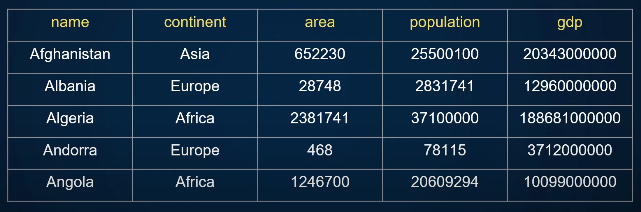 name continent area population gdp
Afghanistan Asia 652230 25500100 20343000000
Albania Europe 28748 2831741 12960000000
Algeria Africa 2381741 37100000 188681000000
Andorra Europe 468 78115 3712000000
Angola Africa 1246700 20609294 10099000000